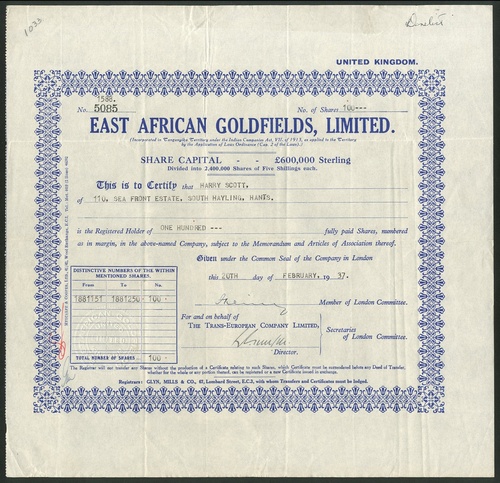 1033
UNITED KINGDOM.
1588.
No. 5085
No. of Shares 100---
EAST AFRICAN GOLDFIELDS, LIMITED.
(Incorporated in Tanganyika Territory under the Indian Companies Act, VII. of 1913, as applied to the Territory
by the Application of Laws Ordinance (Cap. 2 of the Laws).)
SHARE CAPITAL - - £600,000 Sterling
Divided into 2,400,000 Shares of Five Shillings each.
This is to Certify that HARRY SCOTT,
of 110, SEA FRONT ESTATE, SOUTH HAYLING, HANTS.
is the Registered Holder of ONE HUNDRED --- fully paid Shares, numbered
as in margin, in the above-named Company, subject to the Memorandum and Articles of Association thereof.
Given under the Common Seal of the Company in London
this 20TH day of FEBRUARY, 1937.
DISTINCTIVE NUMBERS OF THE WITHIN
MENTIONED SHARES.
From To No.
1881151 1881250 - 100 -
TOTAL NUMBER OF SHARES 100 -
Member of London Committee.
For and on behalf of
THE TRANS-EUROPEAN COMPANY LIMITED,
Secretaries
of London Committee.
Director.
The Registrars will not transfer any Shares without the production of a Certificate relating to such Shares, which Certificate must be surrendered before any Deed of Transfer,
whether for the whole or any portion thereof, can be registered or a new Certificate issued in exchange.
Registrars: GLYN, MILLS & CO., 67, Lombard Street, E.C.3, with whom Transfers and Certificates must be lodged.